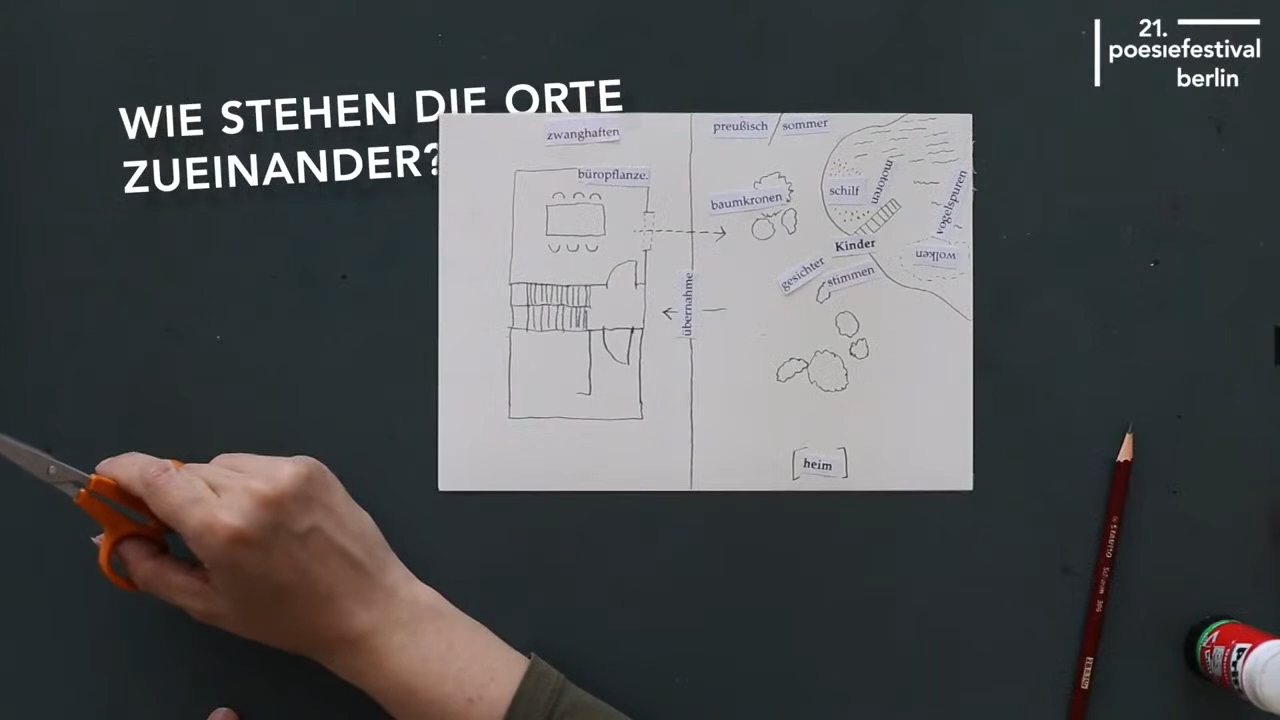 21.
poesiefestival
berlin
WIE STEHEN DIE ORTE
ZUEINANDER?
zwanghaften
preußisch
sommer
büropflanze.
baumkronen
schilf
motoren
vogelspuren
Kinder
wolken
gesichter
stimmen
übernahme
heim